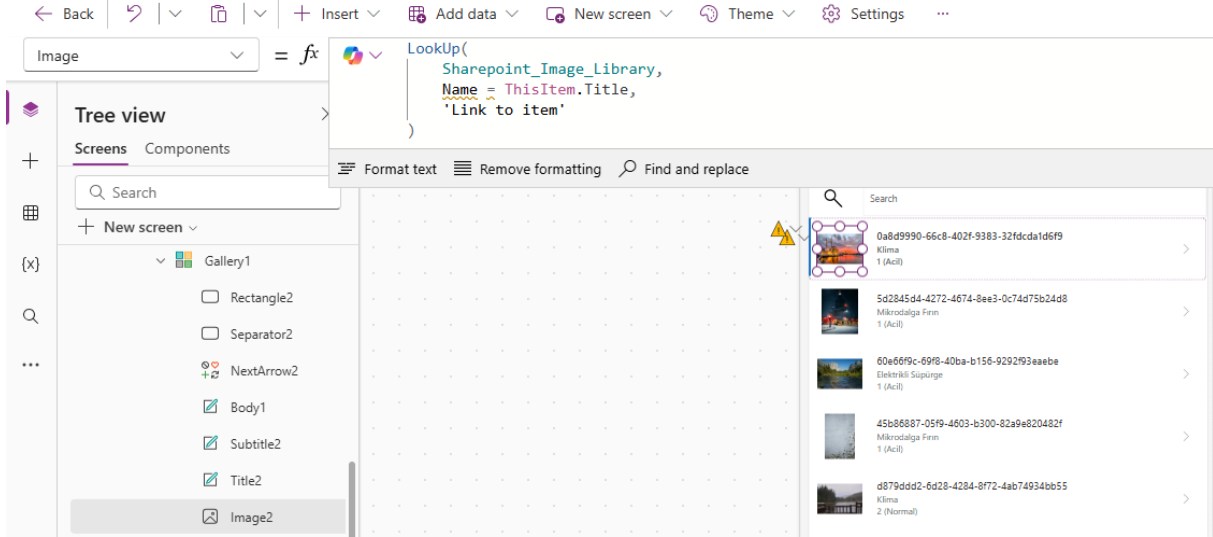 Back
Insert
Add data
New screen
Theme
Settings
...
Image
= fx
LookUp(
Sharepoint_Image_Library,
Name = ThisItem.Title,
'Link to item'
)
Format text
Remove formatting
Find and replace
Tree view
Screens Components
Search
New screen
Gallery1
Rectangle2
Separator2
NextArrow2
Body1
Subtitle2
Title2
Image2
{x}
Search
0a8d9990-66c8-402f-9383-32fdcda1d6f9
Klima
1 (Acil)
5d2845d4-4272-4674-8ee3-0c74d75b24d8
Mikrodalga Fırın
1 (Acil)
60e66f9c-69f8-40ba-b156-9292f93eaebe
Elektrikli Süpürge
1 (Acil)
45b86887-05f9-4603-b300-82a9e820482f
Mikrodalga Fırın
1 (Acil)
d879ddd2-6d28-4284-8f72-4ab74934bb55
Klima
2 (Normal)